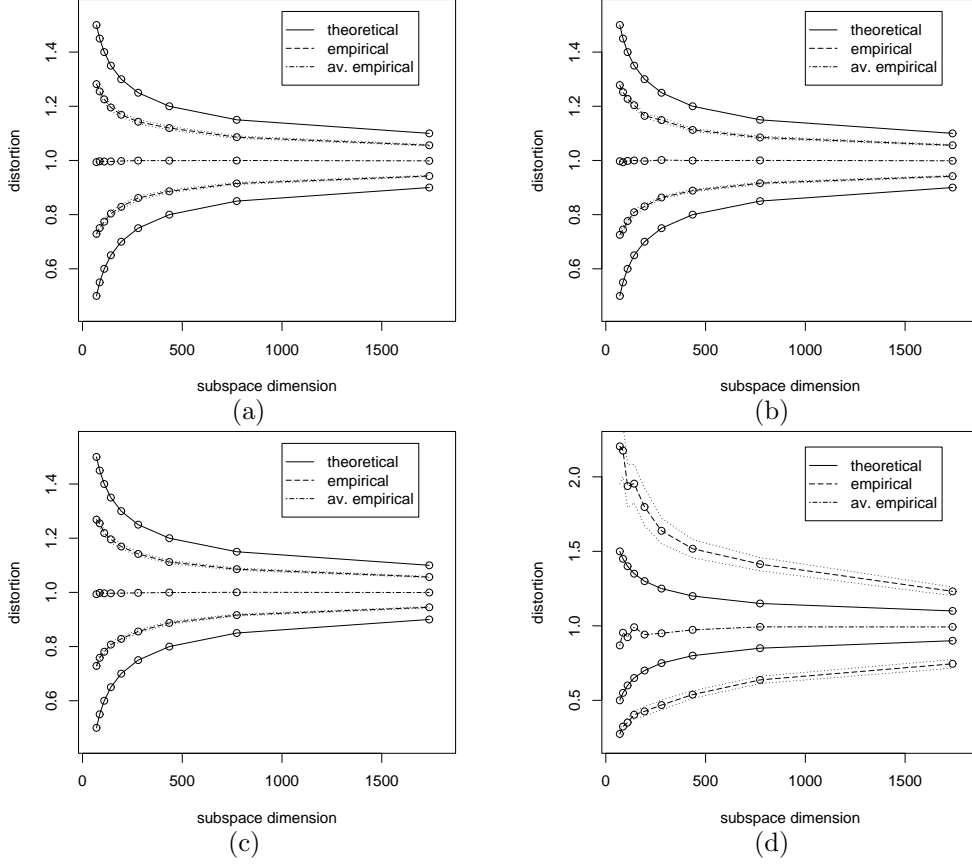 distortion
0.6 0.8 1.0 1.2 1.4
theoretical
empirical
av. empirical
0 500 1000 1500
subspace dimension
(a)
distortion
0.6 0.8 1.0 1.2 1.4
theoretical
empirical
av. empirical
0 500 1000 1500
subspace dimension
(b)
distortion
0.6 0.8 1.0 1.2 1.4
theoretical
empirical
av. empirical
0 500 1000 1500
subspace dimension
(c)
distortion
0.5 1.0 1.5 2.0
theoretical
empirical
av. empirical
0 500 1000 1500
subspace dimension
(d)